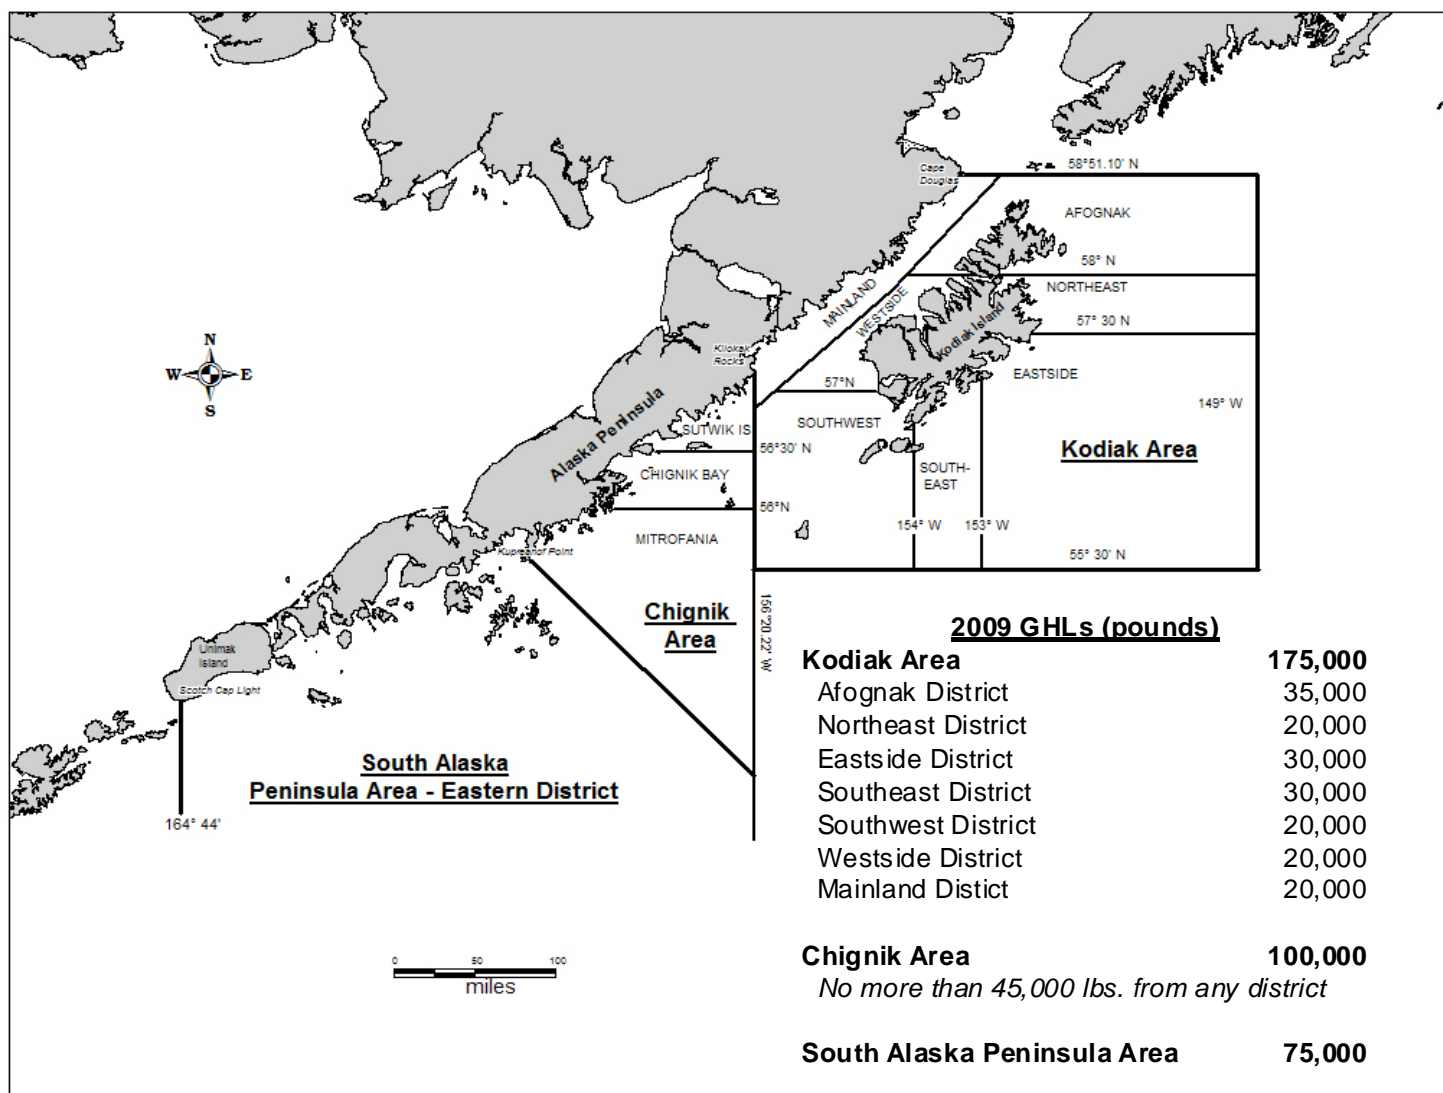 Cape
Douglas
58°51.10' N
AFOGNAK
58° N
NORTHEAST
MAINLAND
WESTSIDE
57° 30 N
Kodiak Island
N
W
E
S
Kilokak
Rocks
EASTSIDE
57°N
149° W
SOUTHWEST
Alaska Peninsula
SUTWIK IS
56°30' N
Kodiak Area
CHIGNIK BAY
SOUTH-
EAST
56°N
154° W
153° W
MITROFANIA
Kupreanof Point
55° 30' N
Chignik
Area
156°20.22' W
Unimak
Island
Scotch Cap Light
South Alaska
Peninsula Area - Eastern District
164° 44'
0 50 100
miles
2009 GHLs (pounds)
Kodiak Area 175,000
Afognak District 35,000
Northeast District 20,000
Eastside District 30,000
Southeast District 30,000
Southwest District 20,000
Westside District 20,000
Mainland Distict 20,000
Chignik Area 100,000
No more than 45,000 lbs. from any district
South Alaska Peninsula Area 75,000